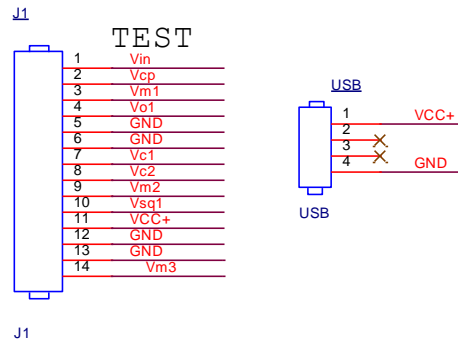 J1
TEST
1 Vin
2 Vcp
3 Vm1
4 Vo1
5 GND
6 GND
7 Vc1
8 Vc2
9 Vm2
10 Vsq1
11 VCC+
12 GND
13 GND
14 Vm3
J1
USB
1 VCC+
2
3
4 GND
USB